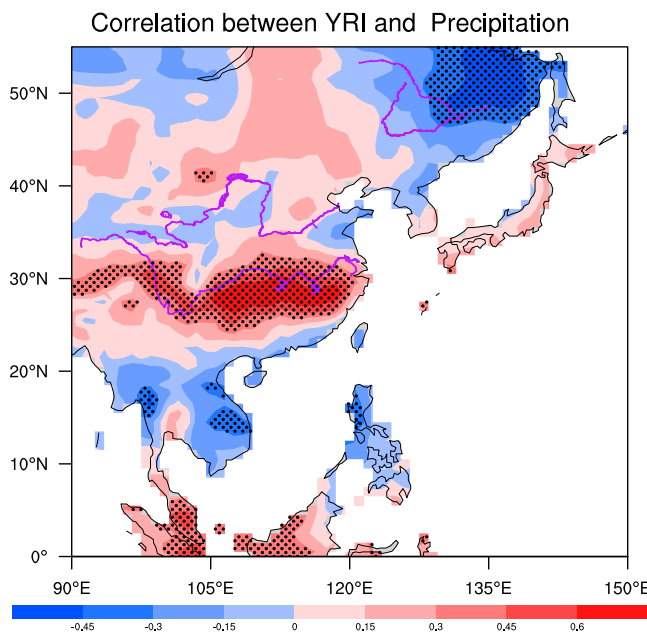 Correlation between YRI and  Precipitation
50°N
40°N
30°N
20°N
10°N
0°
90°E 105°E 120°E 135°E 150°E
-0.45 -0.3 -0.15 0 0.15 0.3 0.45 0.6